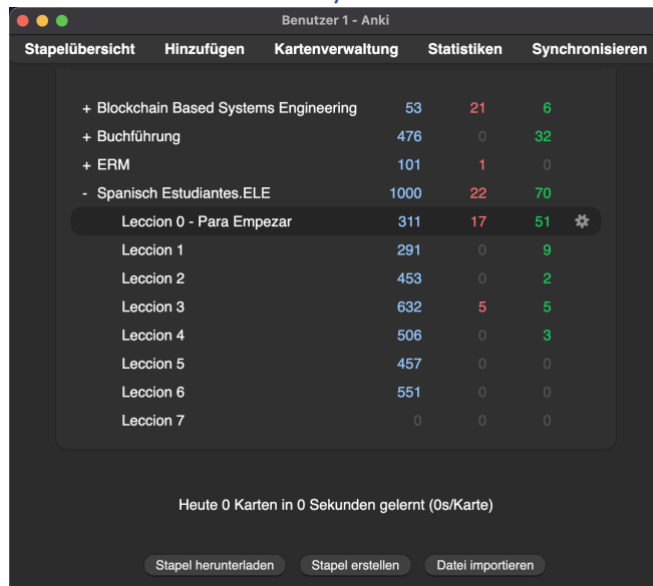 Benutzer 1 - Anki
Stapelübersicht Hinzufügen Kartenverwaltung Statistiken Synchronisieren
+ Blockchain Based Systems Engineering 53 21 6
+ Buchführung 476 0 32
+ ERM 101 1 0
- Spanisch Estudiantes.ELE 1000 22 70
Leccion 0 - Para Empezar 311 17 51
Leccion 1 291 0 9
Leccion 2 453 0 2
Leccion 3 632 5 5
Leccion 4 506 0 3
Leccion 5 457 0 0
Leccion 6 551 0 0
Leccion 7 0 0 0
Heute 0 Karten in 0 Sekunden gelernt (0s/Karte)
Stapel herunterladen Stapel erstellen Datei importieren